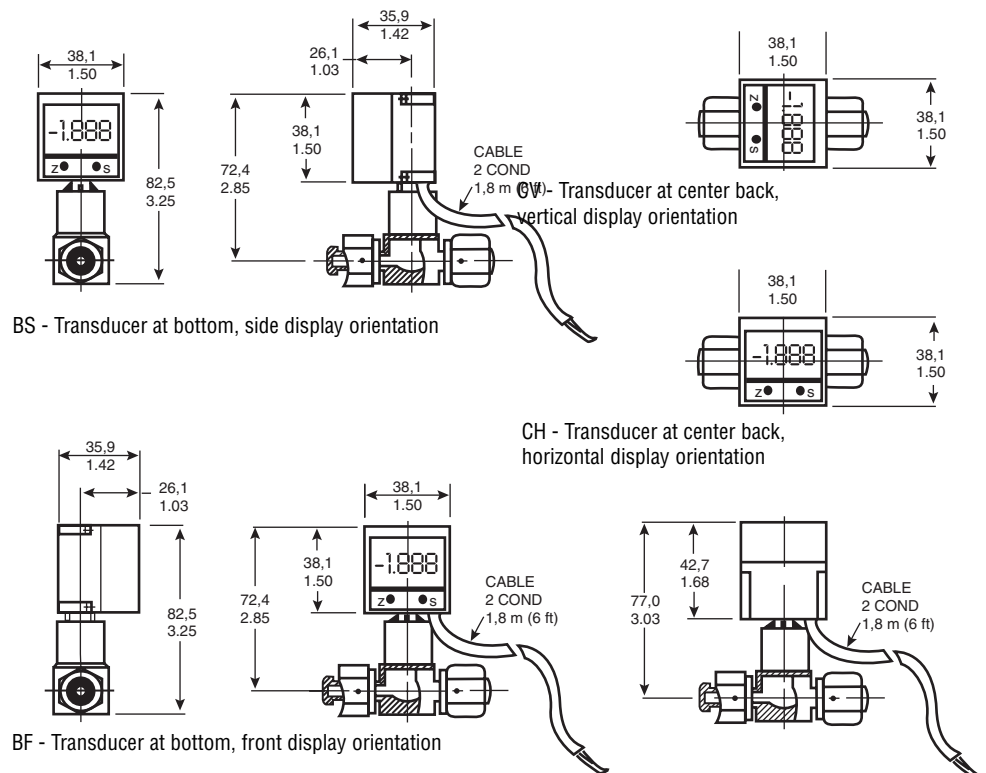 38,1
1.50
-1.888
Z S
82,5
3.25
35,9
1.42
26,1
1.03
38,1
1.50
72,4
2.85
CABLE
2 COND
1,8 m (6 ft)
BS - Transducer at bottom, side display orientation
38,1
1.50
-1.888
Z S
38,1
1.50
CV - Transducer at center back,
vertical display orientation
38,1
1.50
-1.888
Z S
38,1
1.50
CH - Transducer at center back,
horizontal display orientation
35,9
1.42
26,1
1.03
82,5
3.25
38,1
1.50
-1.888
Z S
38,1
1.50
72,4
2.85
CABLE
2 COND
1,8 m (6 ft)
BF - Transducer at bottom, front display orientation
42,7
1.68
77,0
3.03
CABLE
2 COND
1,8 m (6 ft)